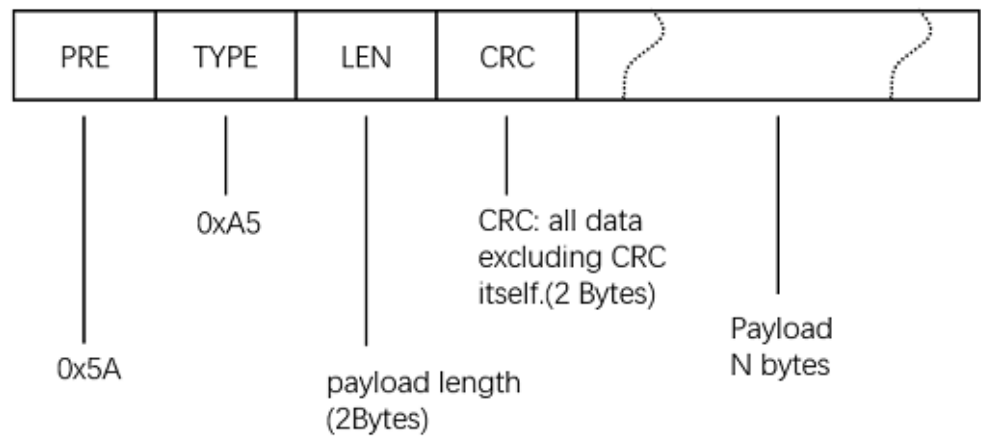 PRE TYPE LEN CRC
0xA5
CRC: all data
excluding CRC
itself.(2 Bytes)
Payload
N bytes
0x5A
payload length
(2Bytes)